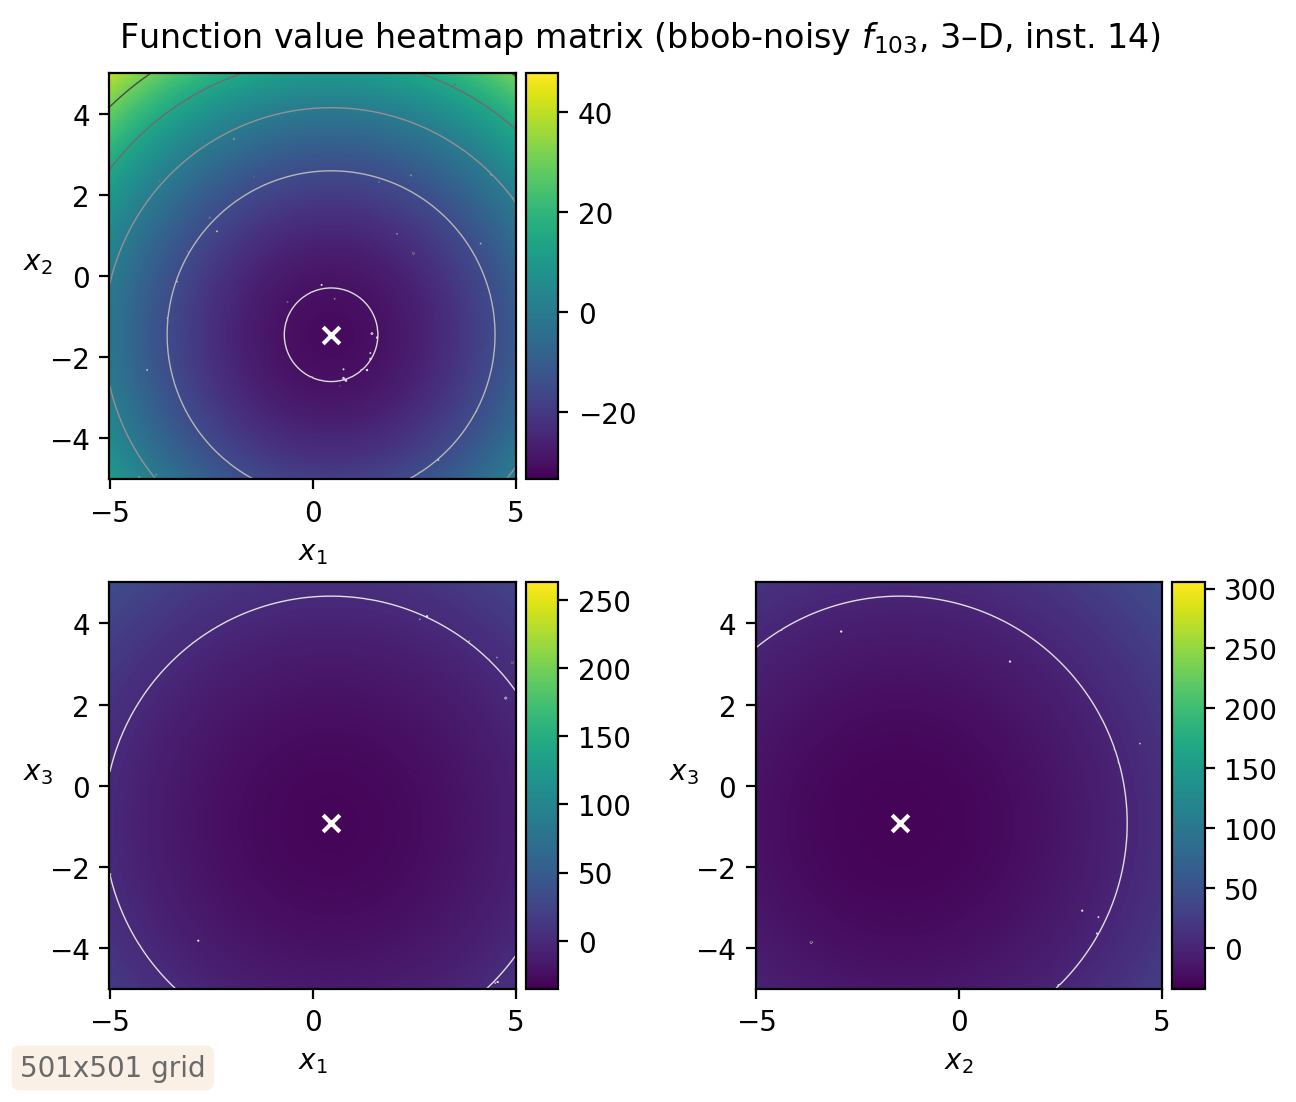 Function value heatmap matrix (bbob-noisy f₁₀₃, 3–D, inst. 14)
4
2
0
−2
−4
x₂
−5 0 5
x₁
40
20
0
−20
4
2
0
−2
−4
x₃
−5 0 5
x₁
250
200
150
100
50
0
4
2
0
−2
−4
x₃
−5 0 5
x₂
300
250
200
150
100
50
0
501x501 grid